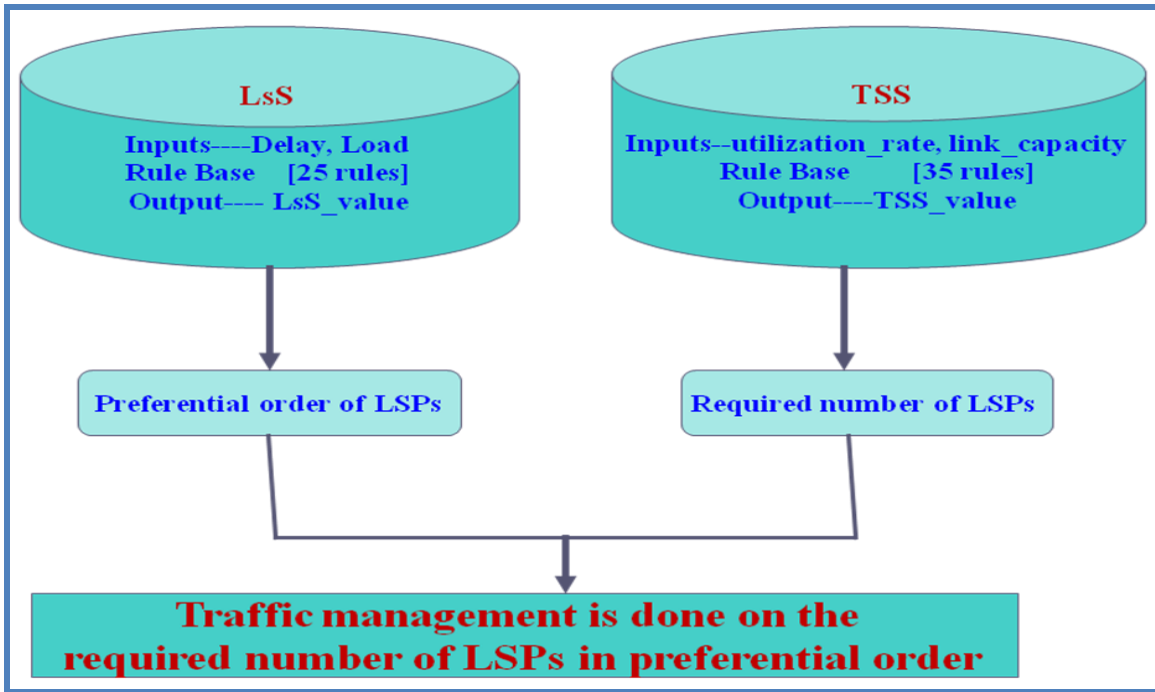 LsS
Inputs----Delay, Load
Rule Base [25 rules]
Output---- LsS_value
TSS
Inputs--utilization_rate, link_capacity
Rule Base [35 rules]
Output----TSS_value
Preferential order of LSPs
Required number of LSPs
Traffic management is done on the
required number of LSPs in preferential order